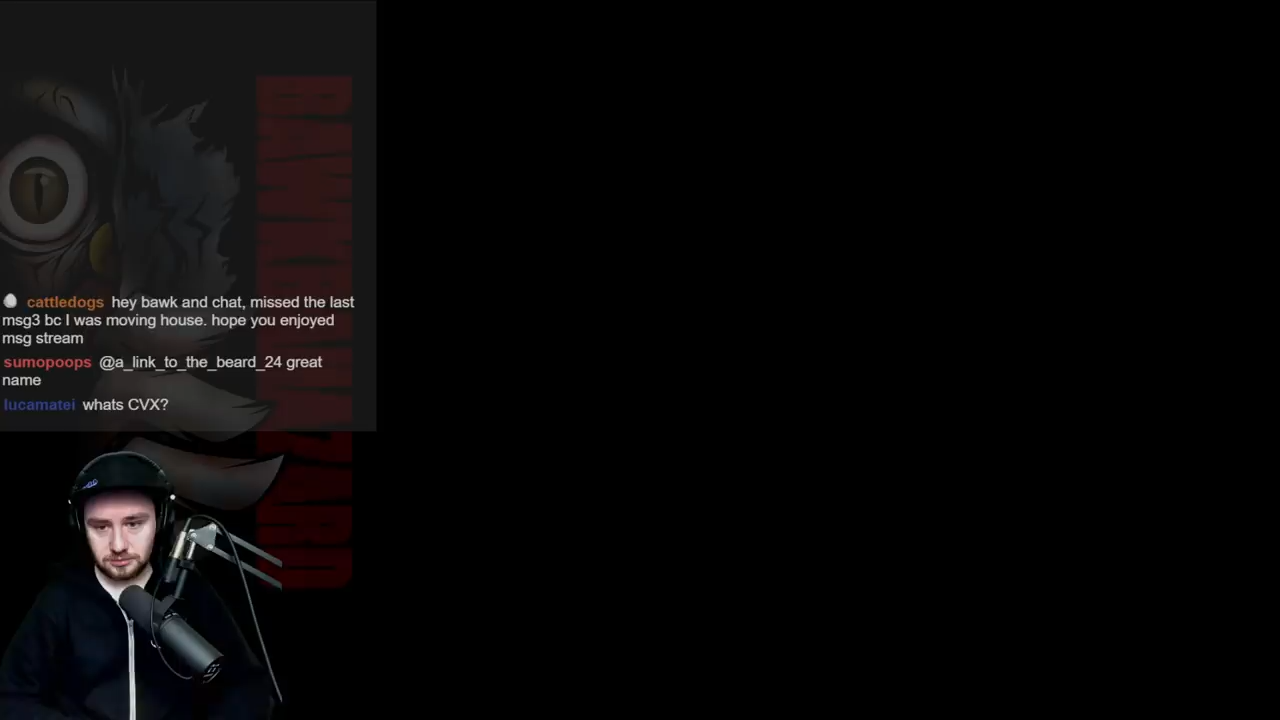 cattledogs hey bawk and chat, missed the last
msg3 bc I was moving house. hope you enjoyed
msg stream
sumopoops @a_link_to_the_beard_24 great
name
lucamatei whats CVX?